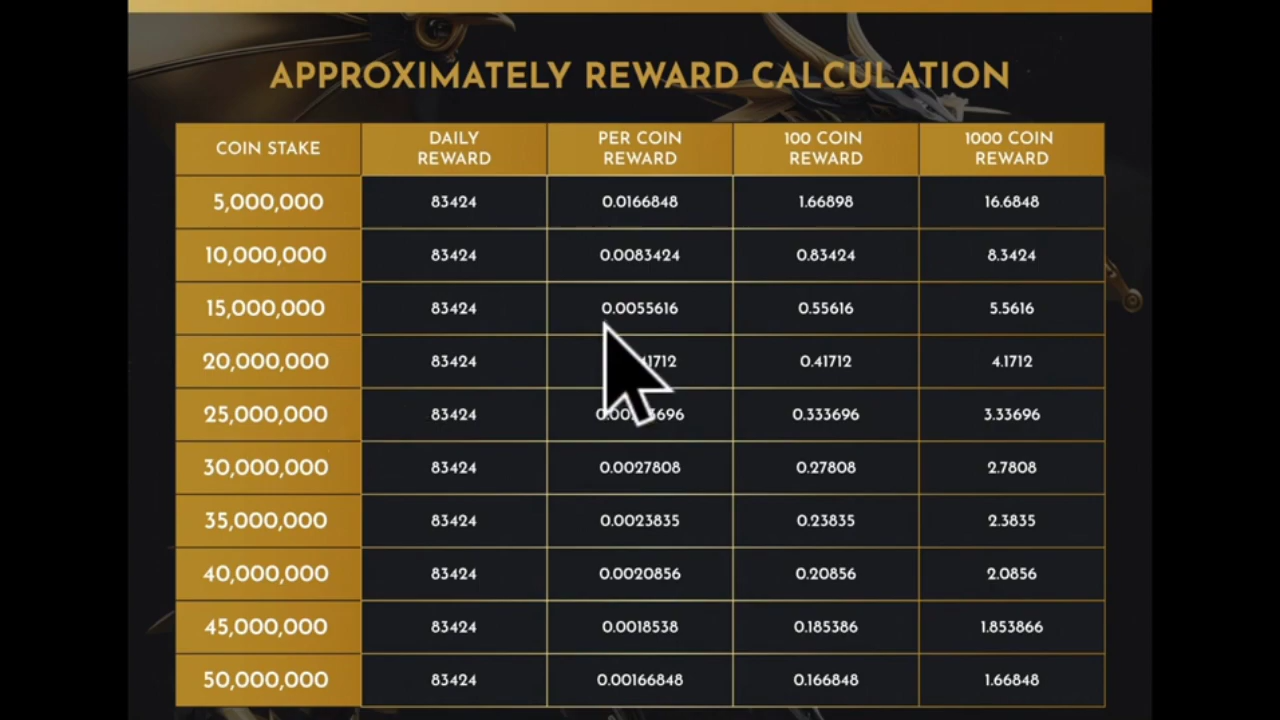 APPROXIMATELY REWARD CALCULATION
COIN STAKE DAILY REWARD PER COIN REWARD 100 COIN REWARD 1000 COIN REWARD
5,000,000 83424 0.0166848 1.66898 16.6848
10,000,000 83424 0.0083424 0.83424 8.3424
15,000,000 83424 0.0055616 0.55616 5.5616
20,000,000 83424 0.41712 4.1712
25,000,000 83424 0.333696 3.33696
30,000,000 83424 0.0027808 0.27808 2.7808
35,000,000 83424 0.0023835 0.23835 2.3835
40,000,000 83424 0.0020856 0.20856 2.0856
45,000,000 83424 0.0018538 0.185386 1.853866
50,000,000 83424 0.00166848 0.166848 1.66848